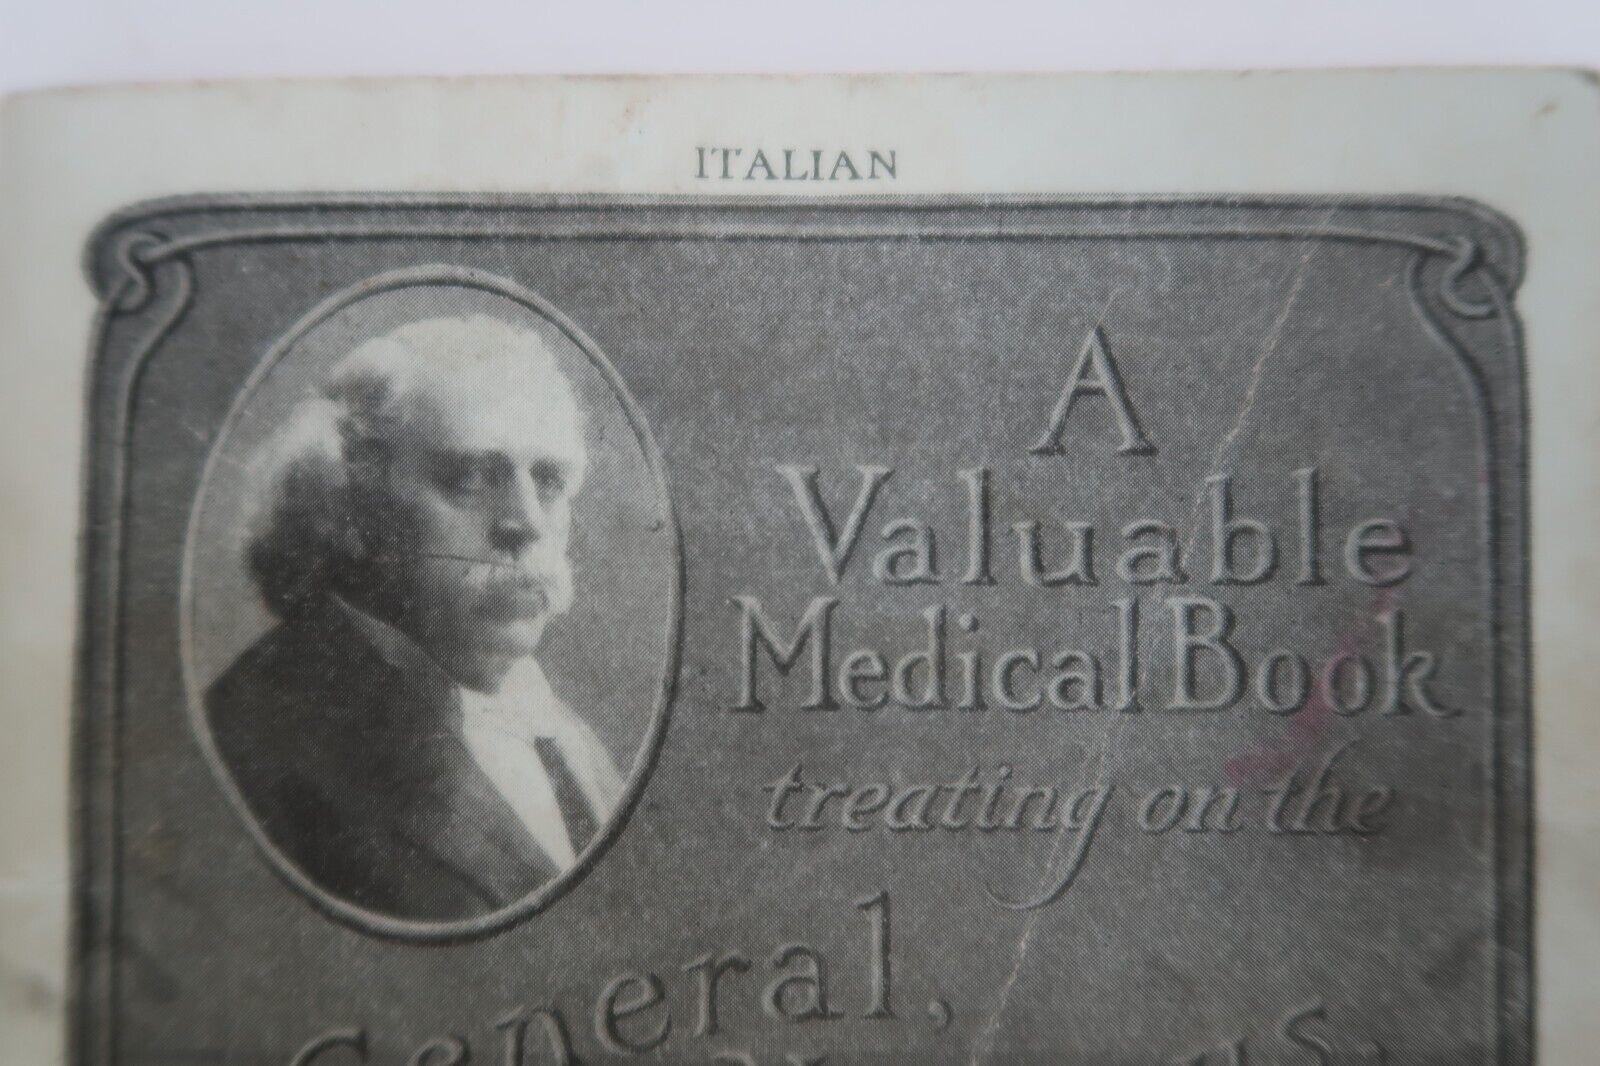 ITALIAN
A
Valuable
Medical Book
treating on the
General,